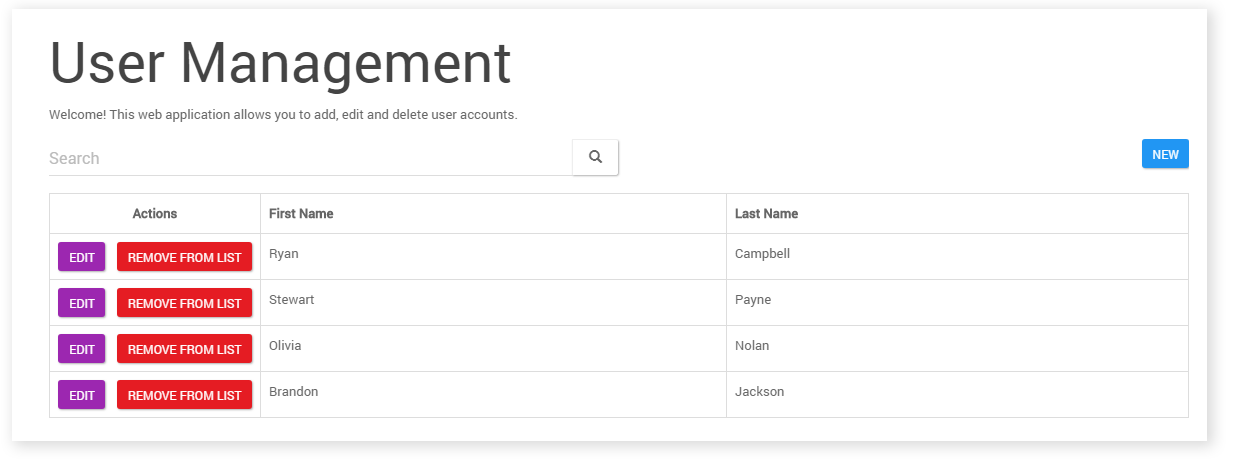 User Management
Welcome! This web application allows you to add, edit and delete user accounts.
Search
NEW
Actions First Name Last Name
EDIT REMOVE FROM LIST Ryan Campbell
EDIT REMOVE FROM LIST Stewart Payne
EDIT REMOVE FROM LIST Olivia Nolan
EDIT REMOVE FROM LIST Brandon Jackson